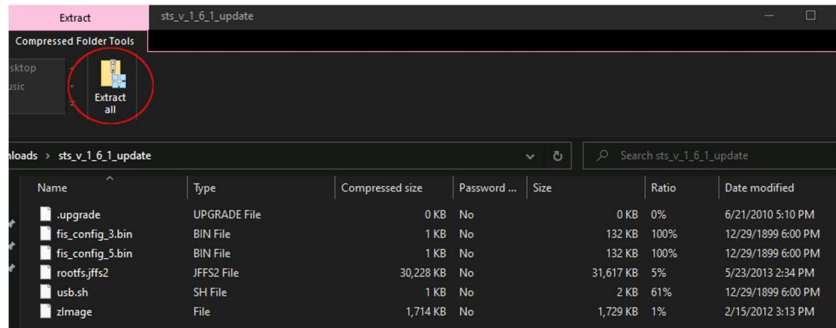 Extract sts_v_1_6_1_update
Compressed Folder Tools
Extract
all
sts_v_1_6_1_update Search sts_v_1_6_1_update
Name Type Compressed size Password ... Size Ratio Date modified
.upgrade UPGRADE File 0 KB No 0 KB 0% 6/21/2010 5:10 PM
fis_config_3.bin BIN File 1 KB No 132 KB 100% 12/29/1899 6:00 PM
fis_config_5.bin BIN File 1 KB No 132 KB 100% 12/29/1899 6:00 PM
rootfs.jffs2 JFFS2 File 30,228 KB No 31,617 KB 5% 5/23/2013 2:34 PM
usb.sh SH File 1 KB No 2 KB 61% 12/29/1899 6:00 PM
zImage File 1,714 KB No 1,729 KB 1% 2/15/2012 3:13 PM